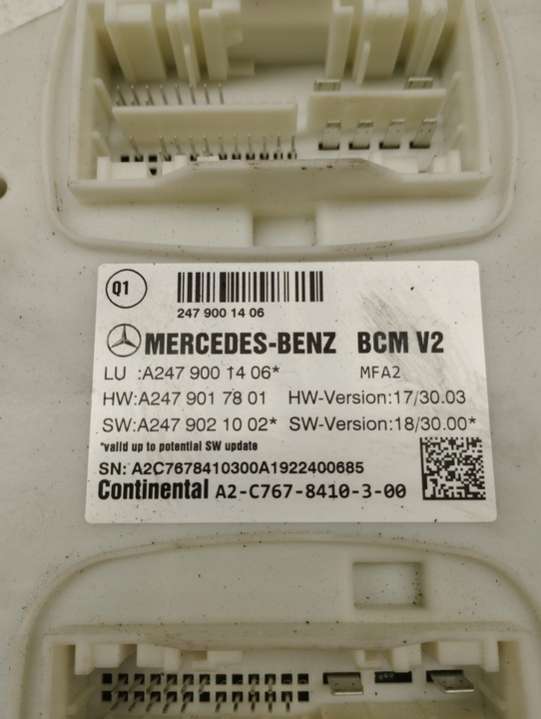 Q1
247 900 14 06
MERCEDES-BENZ BCM V2
LU :A247 900 14 06* MFA2
HW:A247 901 78 01 HW-Version:17/30.03
SW:A247 902 10 02* SW-Version:18/30.00*
*valid up to potential SW update
SN: A2C7678410300A1922400685
Continental A2-C767-8410-3-00